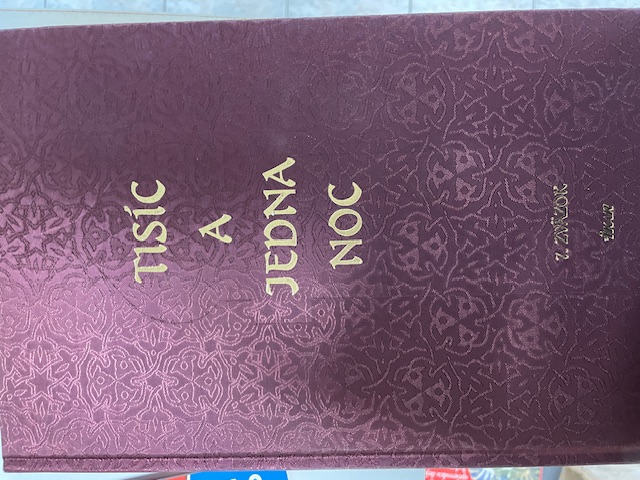 TISÍC
A
JEDNA
NOC
7. ZVÄZOK